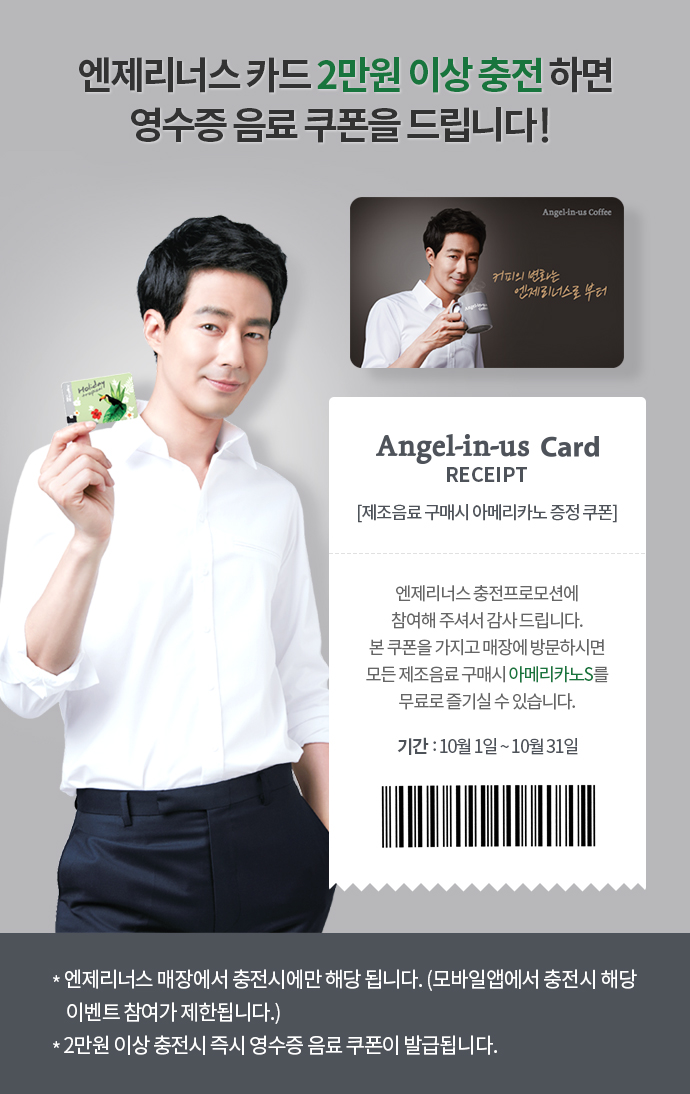 엔제리너스 카드 2만원 이상 충전 하면
영수증 음료 쿠폰을 드립니다!
Angel-in-us Coffee
커피의 변화는
엔제리너스로 부터
Angel-in-us
Coffee
Holiday
Angel-in-us Card
RECEIPT
[제조음료 구매시 아메리카노 증정 쿠폰]
엔제리너스 충전프로모션에
참여해 주셔서 감사 드립니다.
본 쿠폰을 가지고 매장에 방문하시면
모든 제조음료 구매시 아메리카노S를
무료로 즐기실 수 있습니다.
기간 : 10월 1일 ~ 10월 31일
* 엔제리너스 매장에서 충전시에만 해당 됩니다. (모바일앱에서 충전시 해당
이벤트 참여가 제한됩니다.)
* 2만원 이상 충전시 즉시 영수증 음료 쿠폰이 발급됩니다.